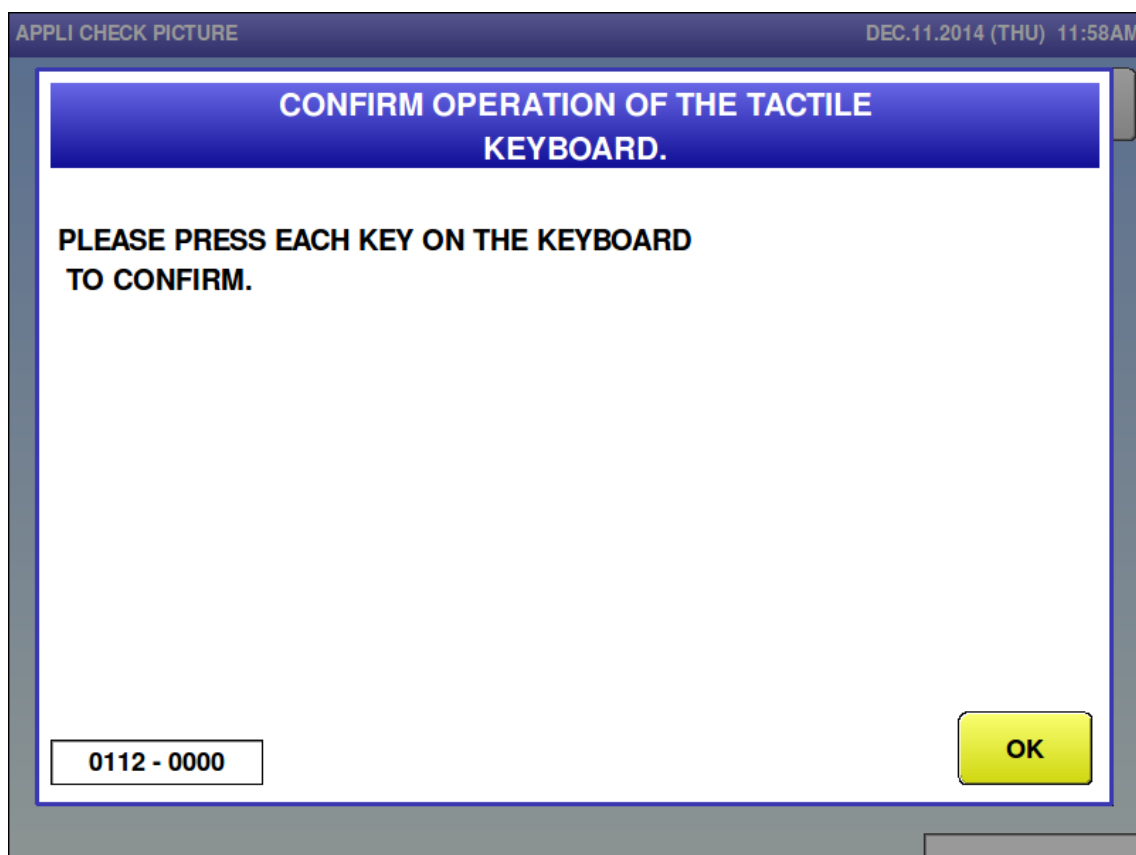 APPLI CHECK PICTURE
DEC.11.2014 (THU) 11:58AM
CONFIRM OPERATION OF THE TACTILE
KEYBOARD.
PLEASE PRESS EACH KEY ON THE KEYBOARD
TO CONFIRM.
0112 - 0000
OK